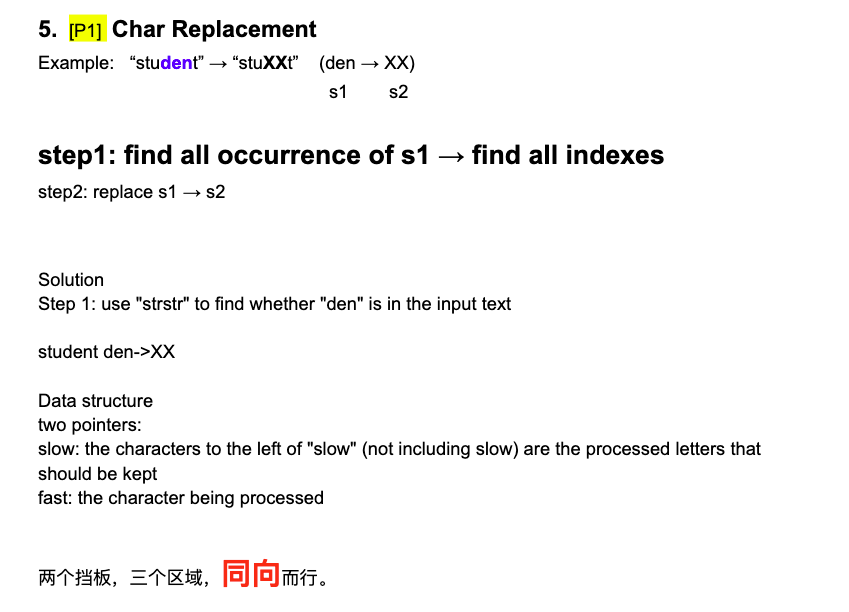 5. [P1] Char Replacement
Example: “student” → “stuXXt” (den → XX)
s1 s2
step1: find all occurrence of s1 → find all indexes
step2: replace s1 → s2
Solution
Step 1: use "strstr" to find whether "den" is in the input text
student den->XX
Data structure
two pointers:
slow: the characters to the left of "slow" (not including slow) are the processed letters that
should be kept
fast: the character being processed
两个挡板，三个区域，同向而行。